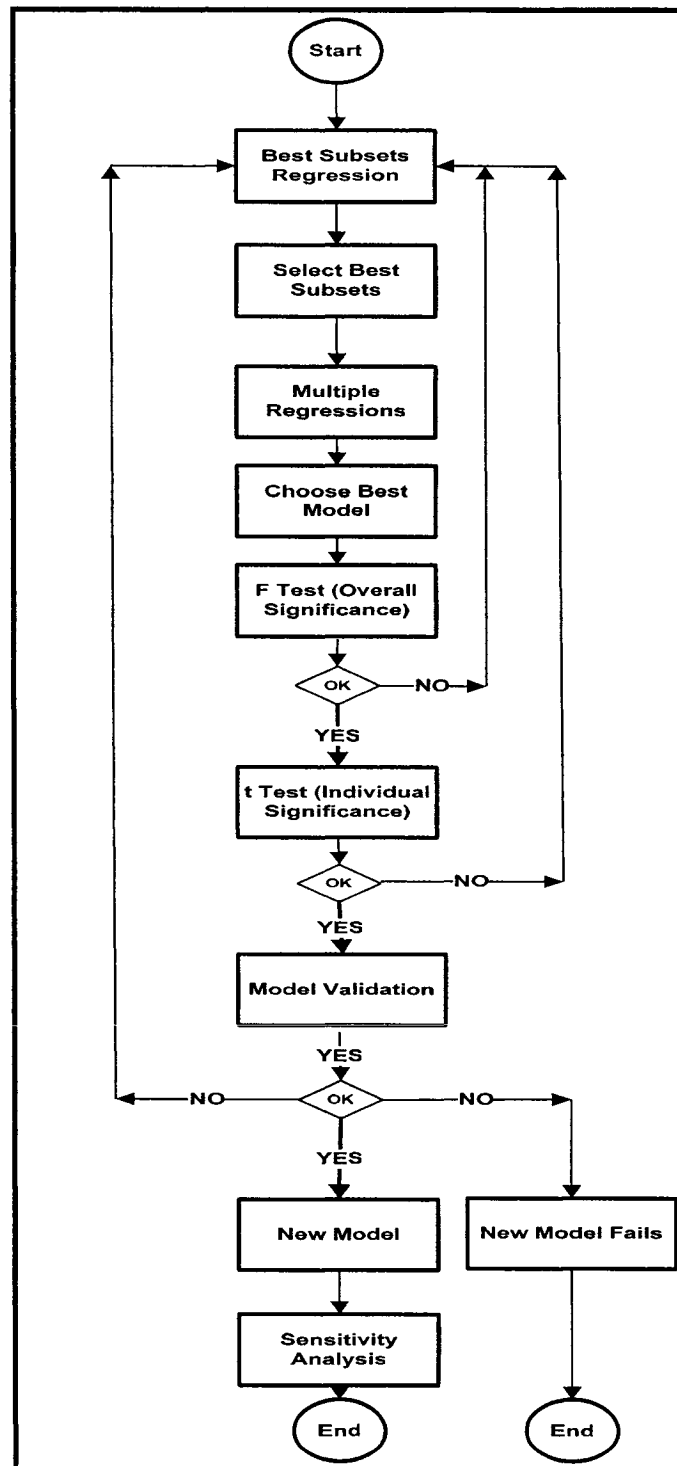 Start
Best Subsets
Regression
Select Best
Subsets
Multiple
Regressions
Choose Best
Model
F Test (Overall
Significance)
OK
NO
YES
t Test (Individual
Significance)
OK
NO
YES
Model Validation
YES
NO
OK
NO
YES
New Model
New Model Fails
Sensitivity
Analysis
End
End